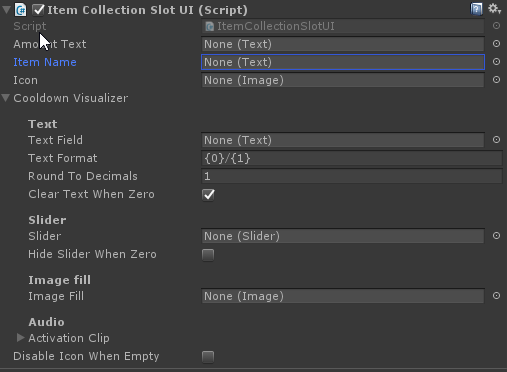 Item Collection Slot UI (Script)
Script ItemCollectionSlotUI
Amount Text None (Text)
Item Name None (Text)
Icon None (Image)
Cooldown Visualizer
Text
Text Field None (Text)
Text Format {0}/{1}
Round To Decimals 1
Clear Text When Zero
Slider
Slider None (Slider)
Hide Slider When Zero
Image fill
Image Fill None (Image)
Audio
Activation Clip
Disable Icon When Empty